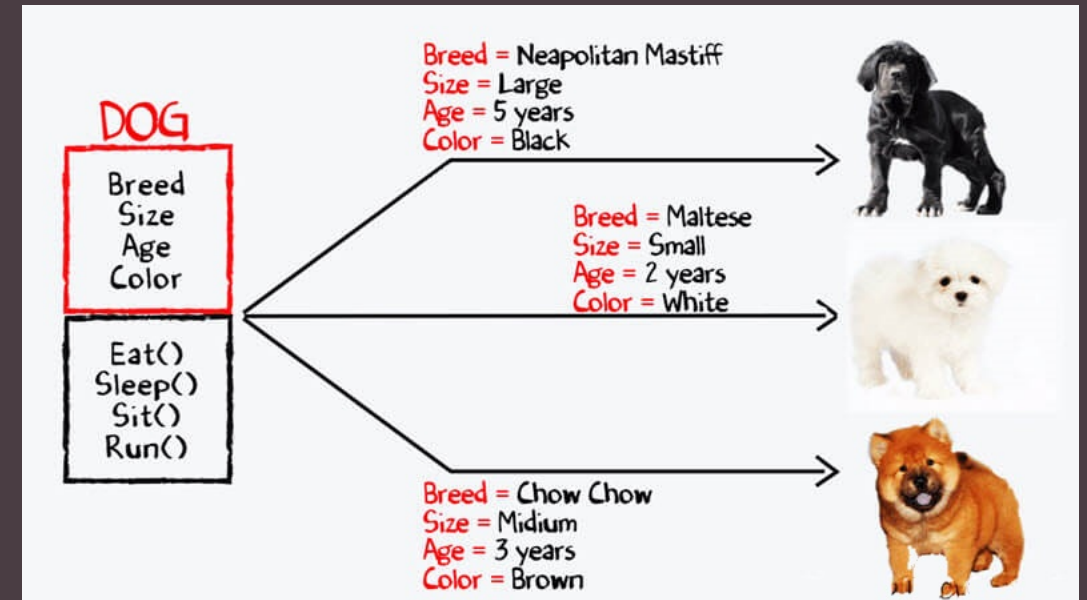 DOG
Breed
Size
Age
Color
Eat()
Sleep()
Sit()
Run()
Breed = Neapolitan Mastiff
Size = Large
Age = 5 years
Color = Black
Breed = Maltese
Size = Small
Age = 2 years
Color = White
Breed = Chow Chow
Size = Midium
Age = 3 years
Color = Brown